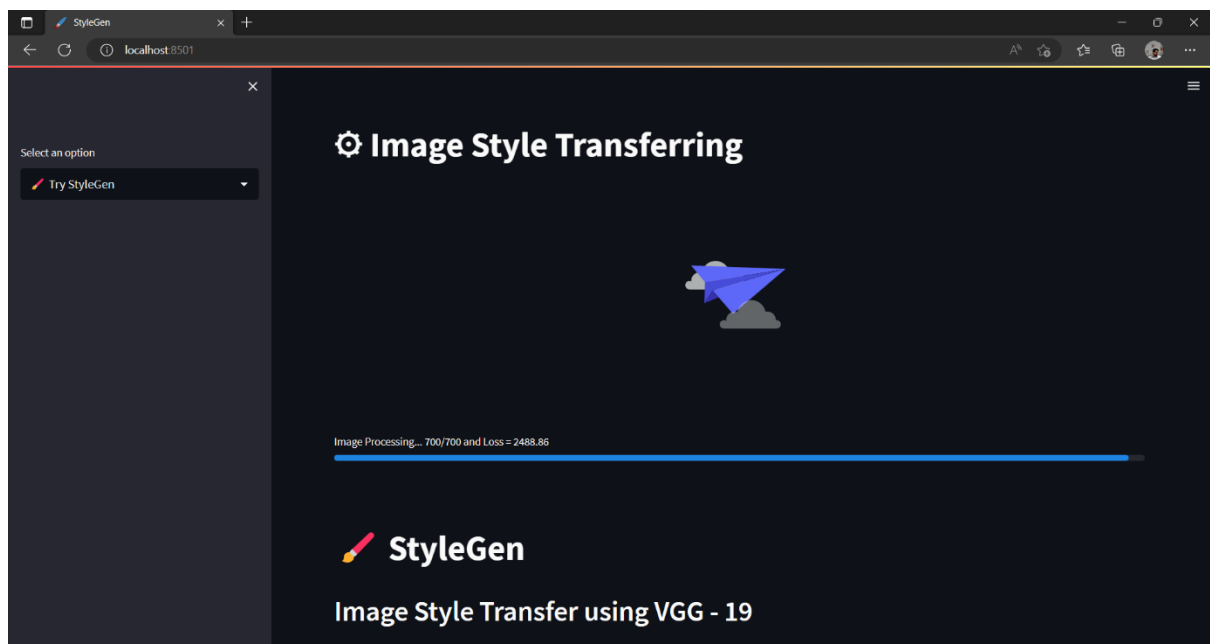 StyleGen
localhost:8501
Select an option
Try StyleGen
Image Style Transferring
Image Processing... 700/700 and Loss = 2488.86
StyleGen
Image Style Transfer using VGG - 19